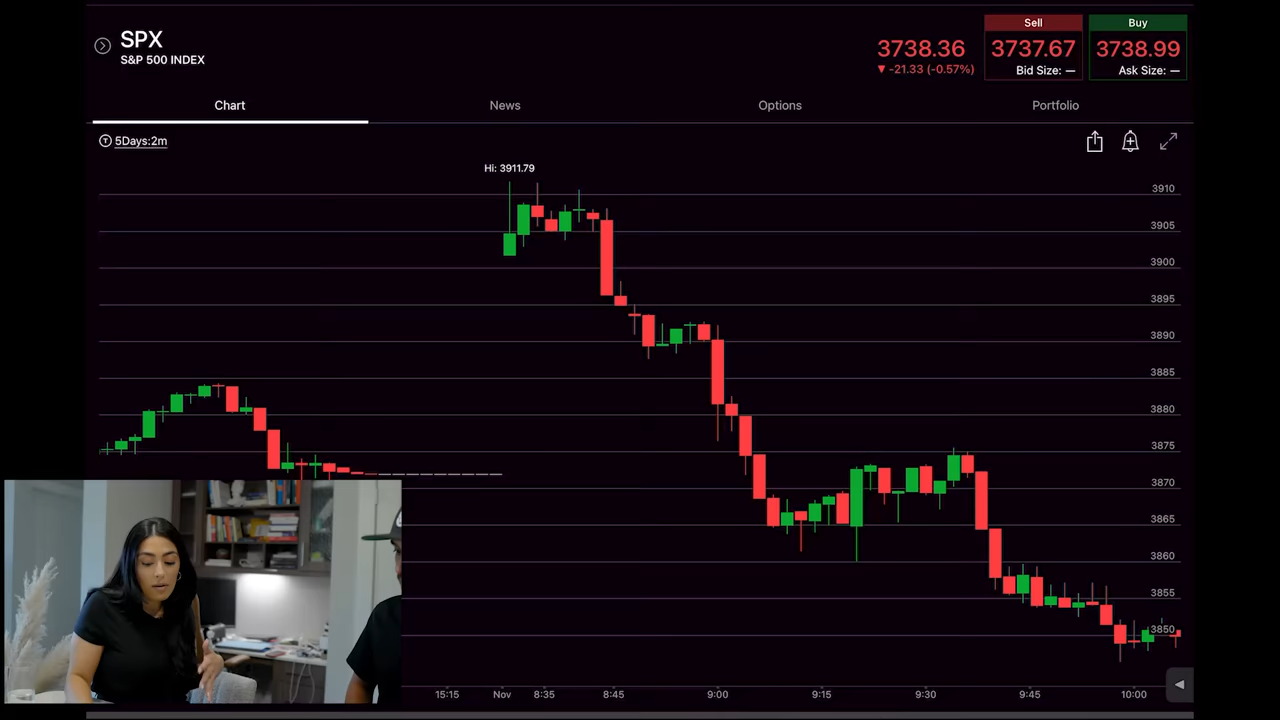 SPX
S&P 500 INDEX
3738.36
▼ -21.33 (-0.57%)
Sell
3737.67
Bid Size: —
Buy
3738.99
Ask Size: —
Chart
News
Options
Portfolio
T
5Days:2m
Hi: 3911.79
3910
3905
3900
3895
3890
3885
3880
3875
3870
3865
3860
3855
3850
15:15
Nov
8:35
8:45
9:00
9:15
9:30
9:45
10:00